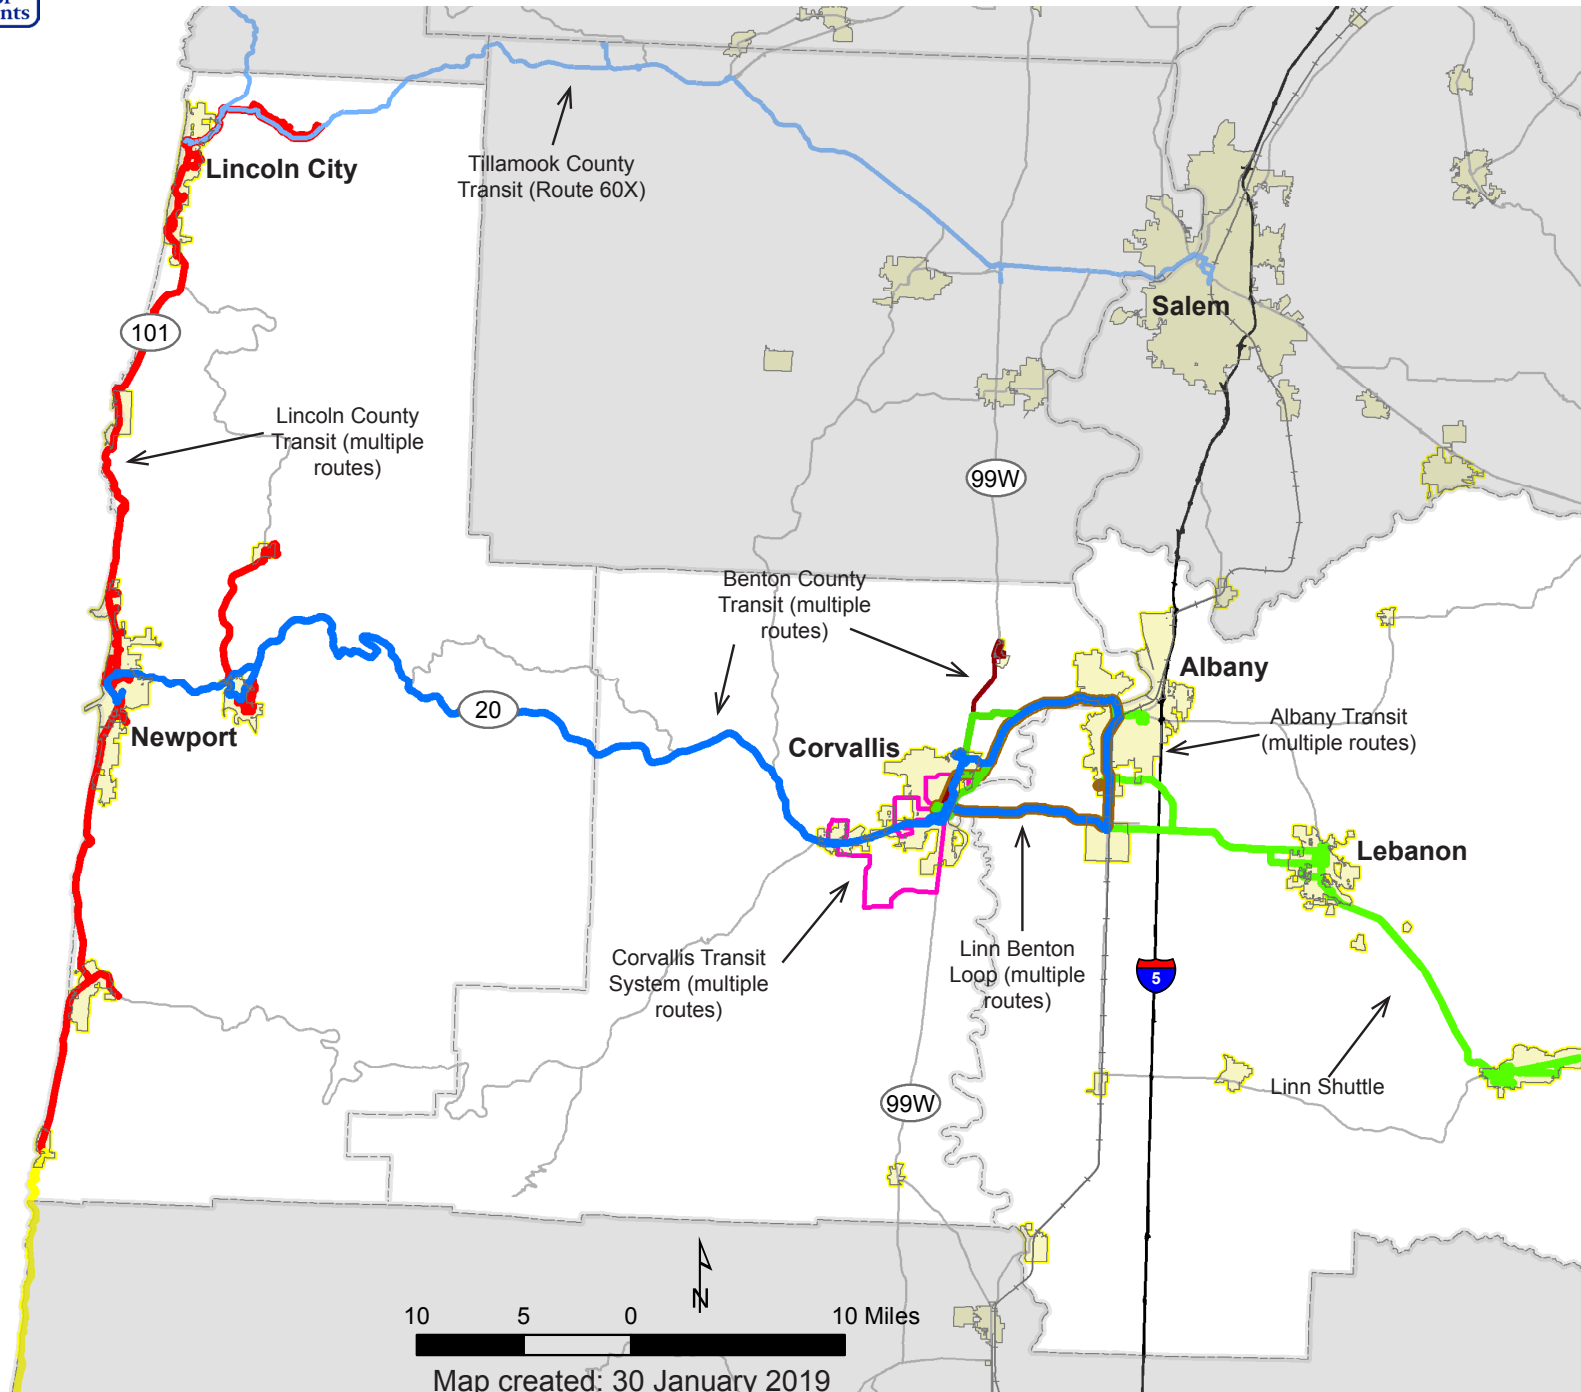 nts
Lincoln City
Tillamook County
Transit (Route 60X)
Salem
101
Lincoln County
Transit (multiple
routes)
99W
Benton County
Transit (multiple
routes)
Albany
20
Newport
Corvallis
Albany Transit
(multiple routes)
Lebanon
Corvallis Transit
System (multiple
routes)
Linn Benton
Loop (multiple
routes)
5
Linn Shuttle
99W
N
10 5 0 10 Miles
Map created: 30 January 2019